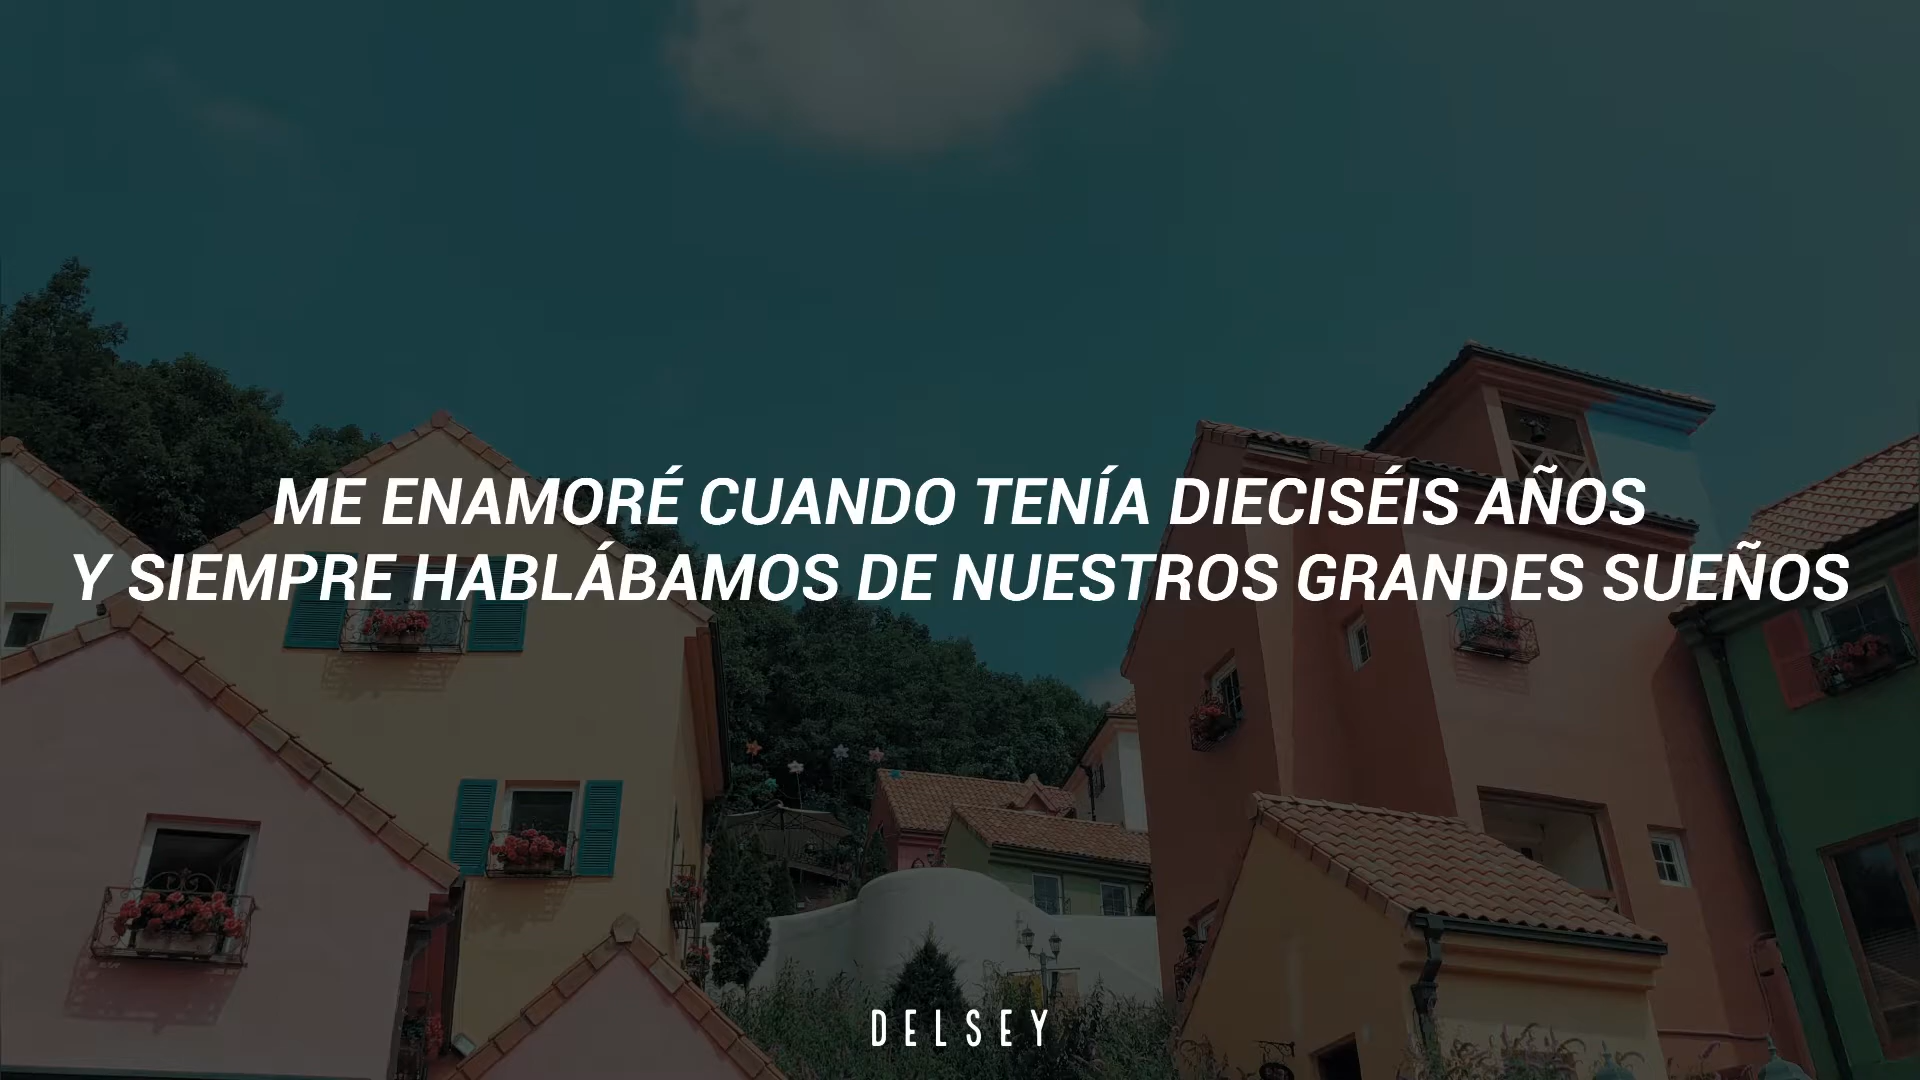 ME ENAMORÉ CUANDO TENÍA DIECISÉIS AÑOS
Y SIEMPRE HABLÁBAMOS DE NUESTROS GRANDES SUEÑOS
DELSEY